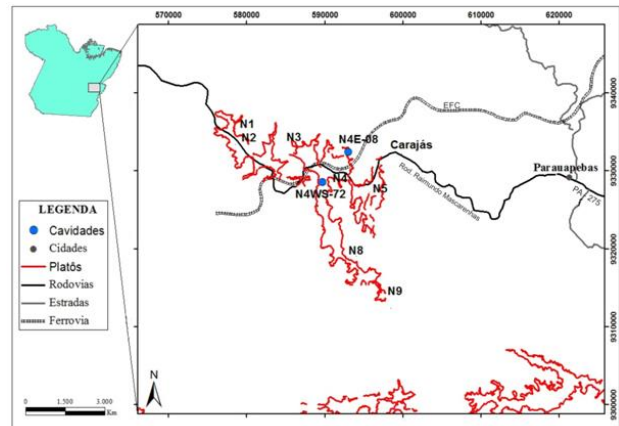 570000 580000 590000 600000 610000 620000
9340000
9330000
9320000
9310000
9300000
N1
N2
N3
N4E-08
EFC
Carajás
N4
N4WS-72
N5
Rod. Raimundo Mascarenhas
Parauapebas
PA 275
N8
N9
LEGENDA
Cavidades
Cidades
Platôs
Rodovias
Estradas
Ferrovia
N
0 1.500 3.000
Km